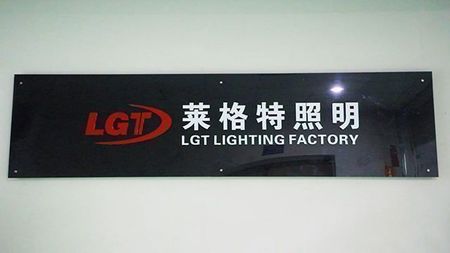 LGT
莱格特照明
LGT LIGHTING FACTORY